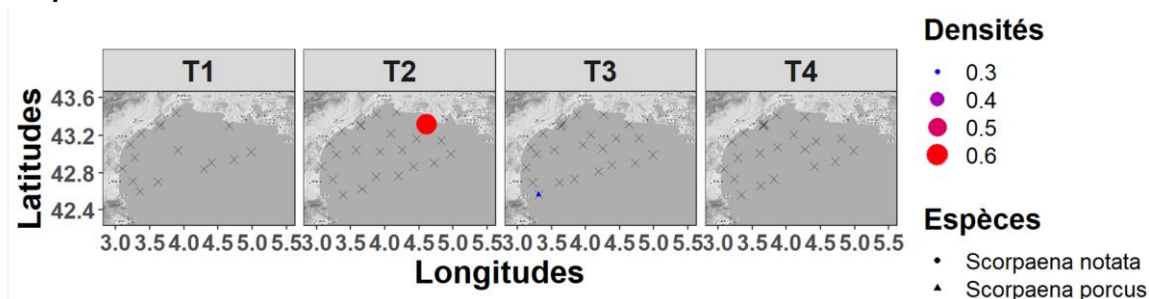 T1 T2 T3 T4
43.6
43.2
42.8
42.4
Latitudes
3.0 3.5 4.0 4.5 5.0 5.5 3.0 3.5 4.0 4.5 5.0 5.5 3.0 3.5 4.0 4.5 5.0 5.5 3.0 3.5 4.0 4.5 5.0 5.5
Longitudes
Densités
0.3
0.4
0.5
0.6
Espèces
Scorpaena notata
Scorpaena porcus